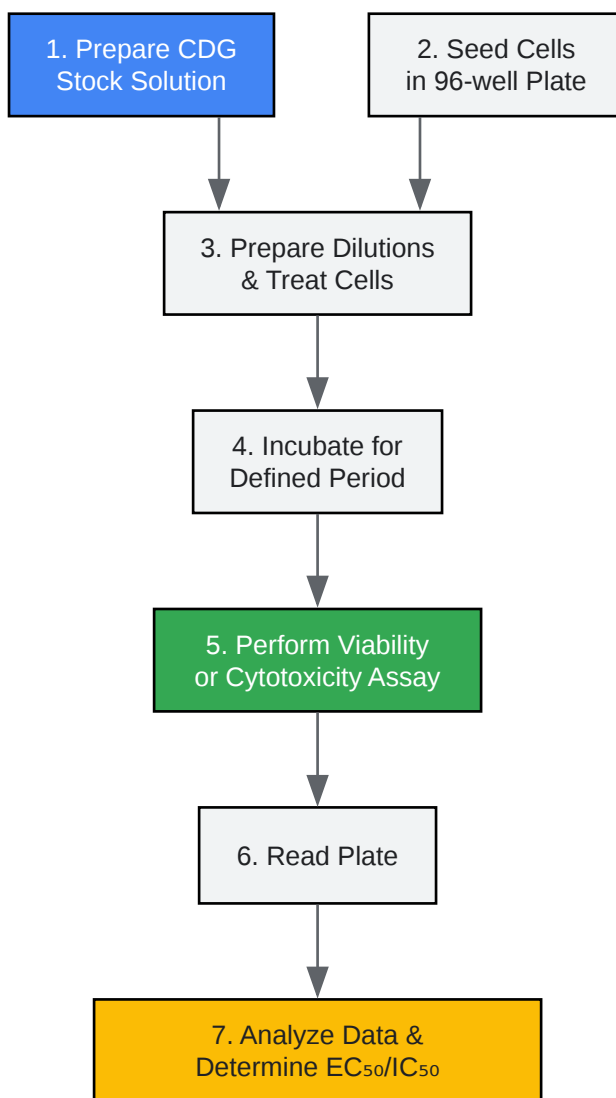 1. Prepare CDG
Stock Solution
2. Seed Cells
in 96-well Plate
3. Prepare Dilutions
& Treat Cells
4. Incubate for
Defined Period
5. Perform Viability
or Cytotoxicity Assay
6. Read Plate
7. Analyze Data &
Determine EC₅₀/IC₅₀